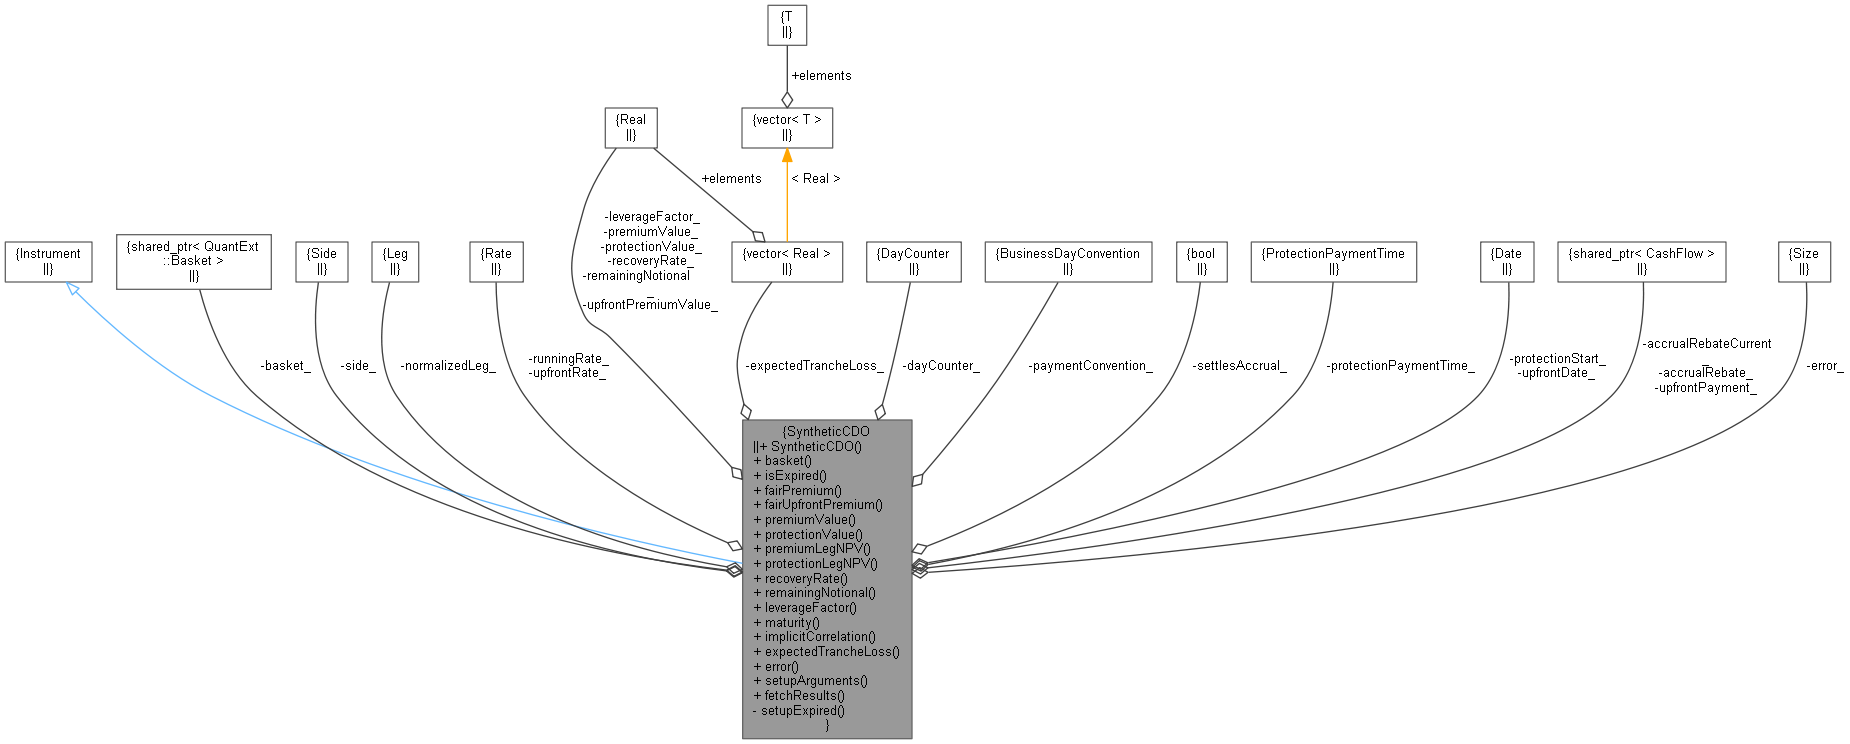 {T
||}
+elements
{Real
||}
{vector< T >
||}
+elements
< Real >
-leverageFactor_
-premiumValue_
-protectionValue_
-recoveryRate_
-remainingNotional
_
-upfrontPremiumValue_
{Instrument
||}
{shared_ptr< QuantExt
::Basket >
||}
{Side
||}
{Leg
||}
{Rate
||}
{vector< Real >
||}
{DayCounter
||}
{BusinessDayConvention
||}
{bool
||}
{ProtectionPaymentTime
||}
{Date
||}
{shared_ptr< CashFlow >
||}
{Size
||}
-basket_
-side_
-normalizedLeg_
-runningRate_
-upfrontRate_
-expectedTrancheLoss_
-dayCounter_
-paymentConvention_
-settlesAccrual_
-protectionPaymentTime_
-protectionStart_
-upfrontDate_
-accrualRebateCurrent
_
-accrualRebate_
-upfrontPayment_
-error_
{SyntheticCDO
||+ SyntheticCDO()
+ basket()
+ isExpired()
+ fairPremium()
+ fairUpfrontPremium()
+ premiumValue()
+ protectionValue()
+ premiumLegNPV()
+ protectionLegNPV()
+ recoveryRate()
+ remainingNotional()
+ leverageFactor()
+ maturity()
+ implicitCorrelation()
+ expectedTrancheLoss()
+ error()
+ setupArguments()
+ fetchResults()
- setupExpired()
}